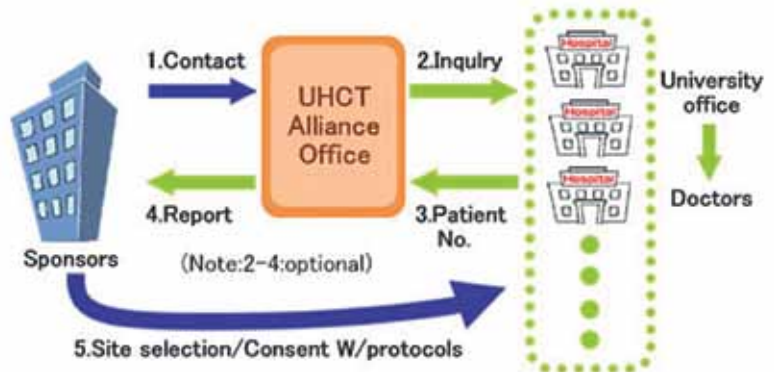 1.Contact
2.Inquiry
Hospital
University
office
UHCT
Alliance
Office
Hospital
Hospital
Doctors
4.Report
3.Patient
No.
Sponsors
(Note:2-4:optional)
5.Site selection/Consent W/protocols